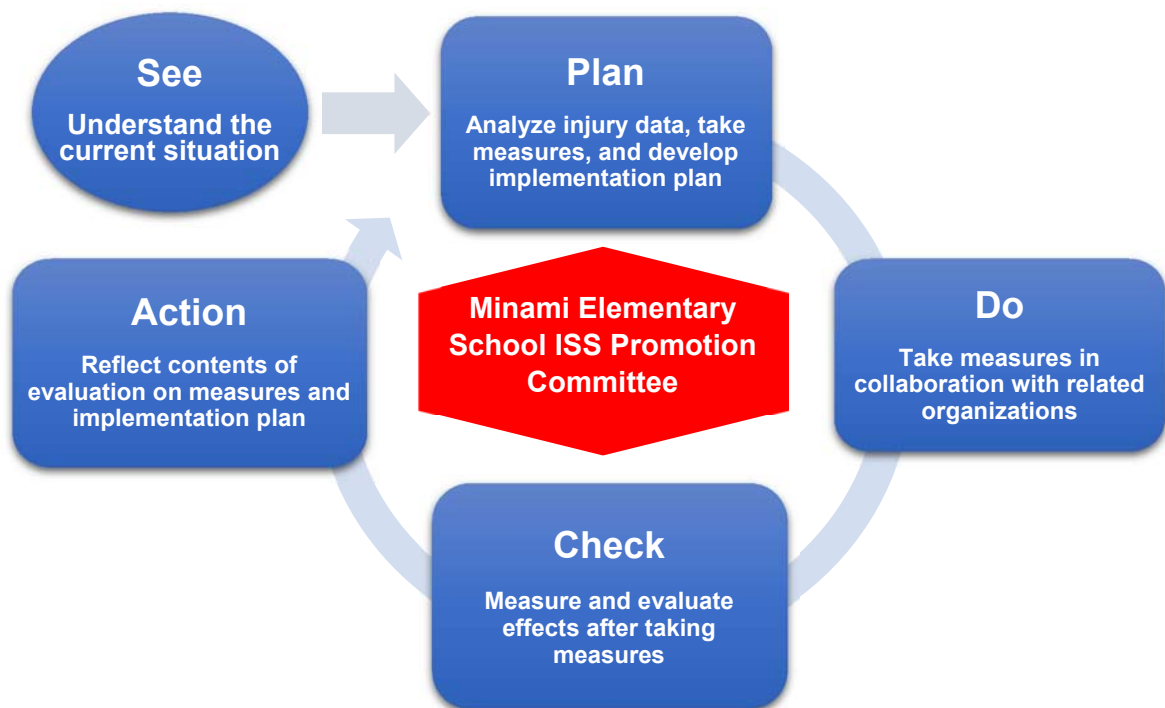 See
Understand the
current situation
Plan
Analyze injury data, take
measures, and develop
implementation plan
Minami Elementary
School ISS Promotion
Committee
Action
Reflect contents of
evaluation on measures and
implementation plan
Do
Take measures in
collaboration with related
organizations
Check
Measure and evaluate
effects after taking
measures